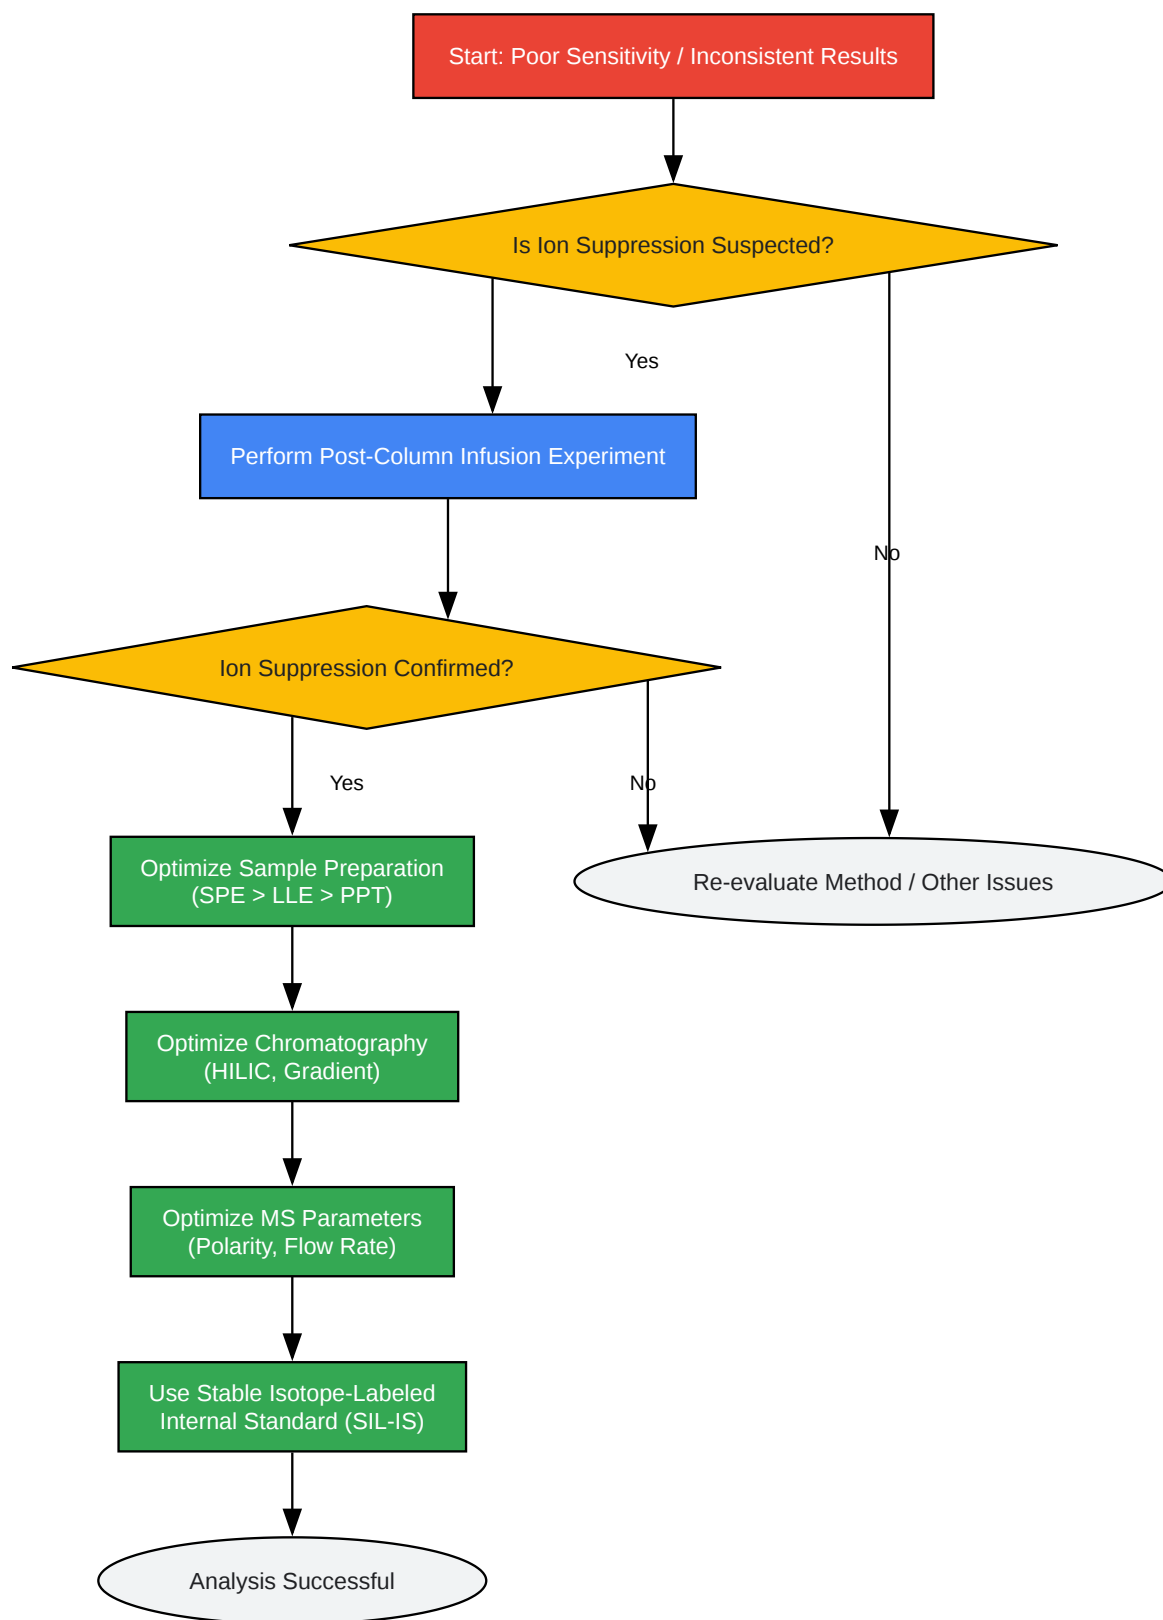 Start: Poor Sensitivity / Inconsistent Results
Is Ion Suppression Suspected?
Yes
Perform Post-Column Infusion Experiment
No
Ion Suppression Confirmed?
Yes
No
Optimize Sample Preparation
(SPE > LLE > PPT)
Re-evaluate Method / Other Issues
Optimize Chromatography
(HILIC, Gradient)
Optimize MS Parameters
(Polarity, Flow Rate)
Use Stable Isotope-Labeled
Internal Standard (SIL-IS)
Analysis Successful